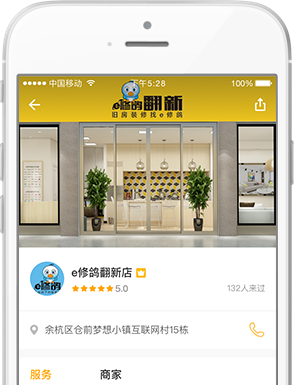 中国移动 下午5:28
e修鸽翻新
旧房装修找e修鸽
e修鸽
e修鸽翻新店
5.0
132人来过
余杭区仓前梦想小镇互联网村15栋
服务 商家